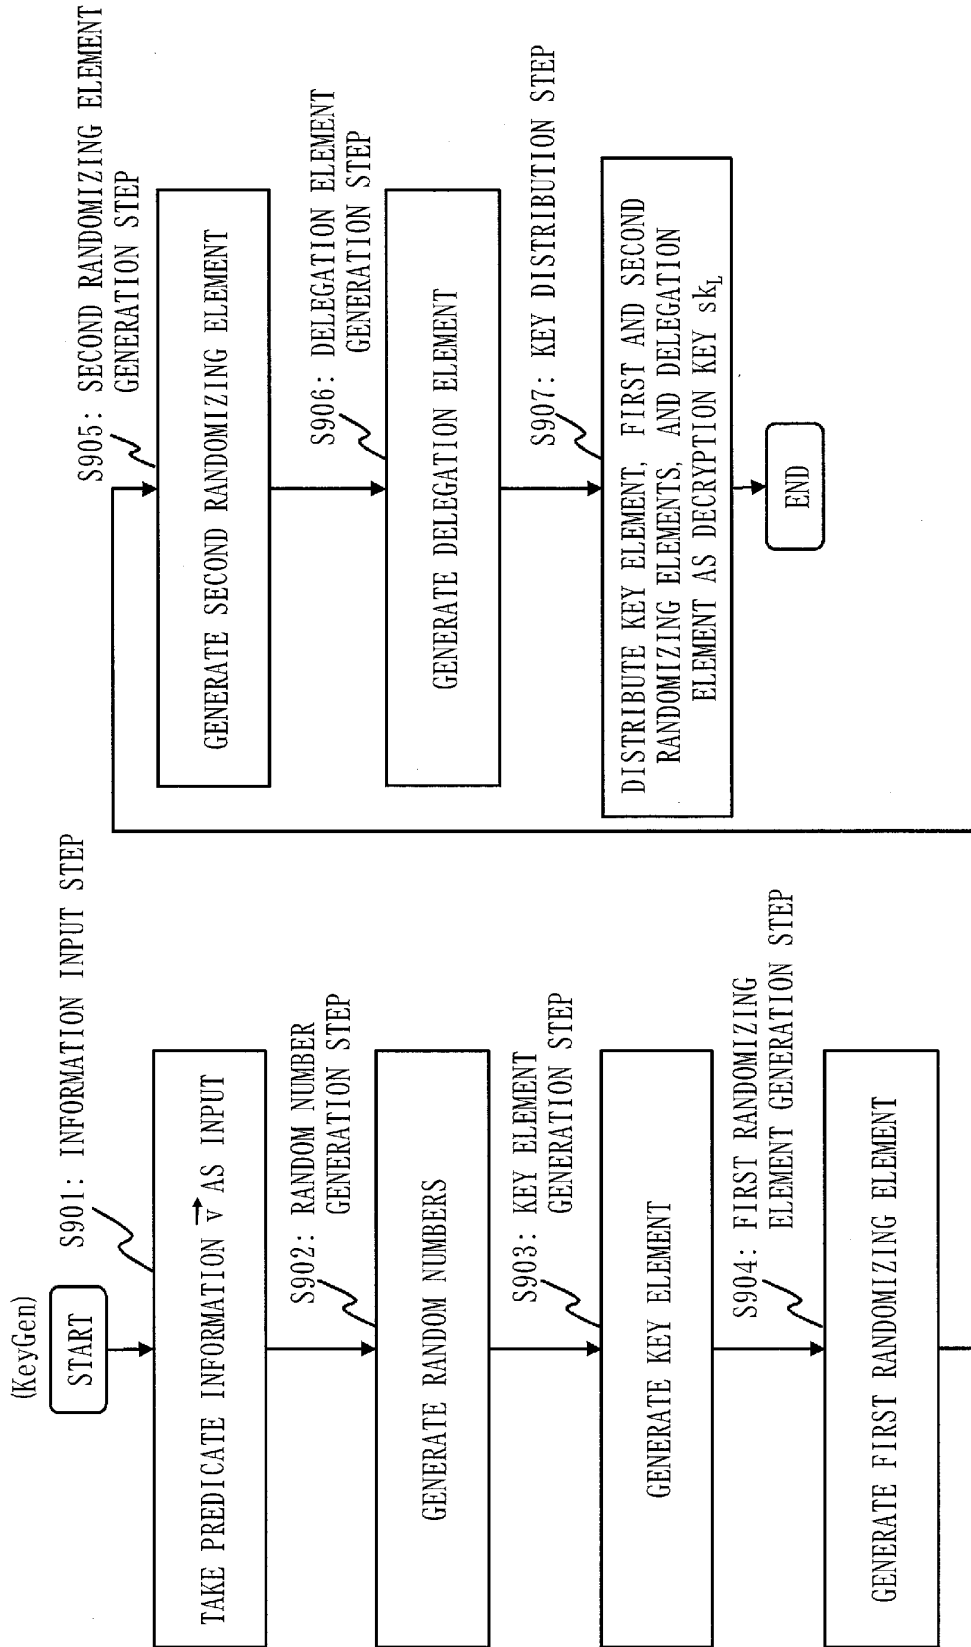 (KeyGen)
START
S901: INFORMATION INPUT STEP
TAKE PREDICATE INFORMATION v⃗ AS INPUT
S902: RANDOM NUMBER
GENERATION STEP
GENERATE RANDOM NUMBERS
S903: KEY ELEMENT
GENERATION STEP
GENERATE KEY ELEMENT
S904: FIRST RANDOMIZING
ELEMENT GENERATION STEP
GENERATE FIRST RANDOMIZING ELEMENT
S905: SECOND RANDOMIZING ELEMENT
GENERATION STEP
GENERATE SECOND RANDOMIZING ELEMENT
S906: DELEGATION ELEMENT
GENERATION STEP
GENERATE DELEGATION ELEMENT
S907: KEY DISTRIBUTION STEP
DISTRIBUTE KEY ELEMENT, FIRST AND SECOND
RANDOMIZING ELEMENTS, AND DELEGATION
ELEMENT AS DECRYPTION KEY sk_L
END